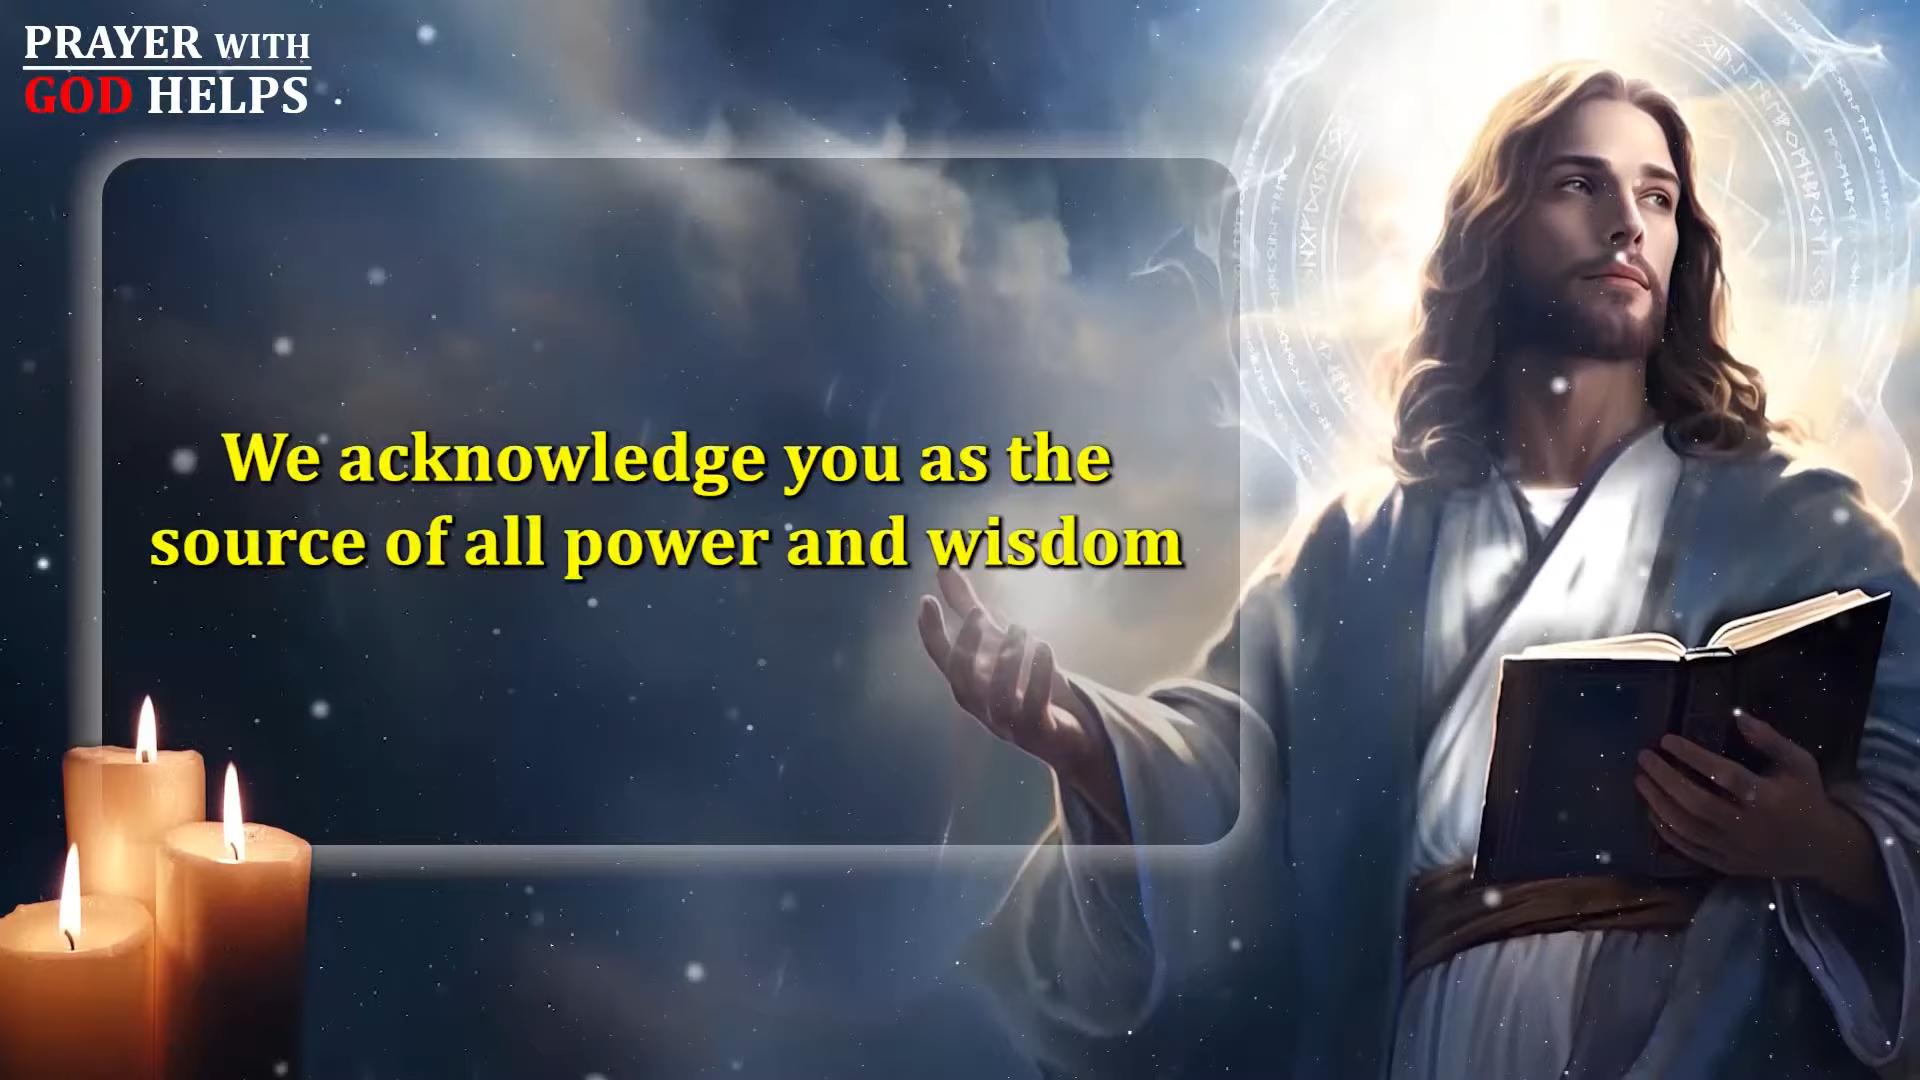 PRAYER WITH
GOD HELPS
We acknowledge you as the
source of all power and wisdom